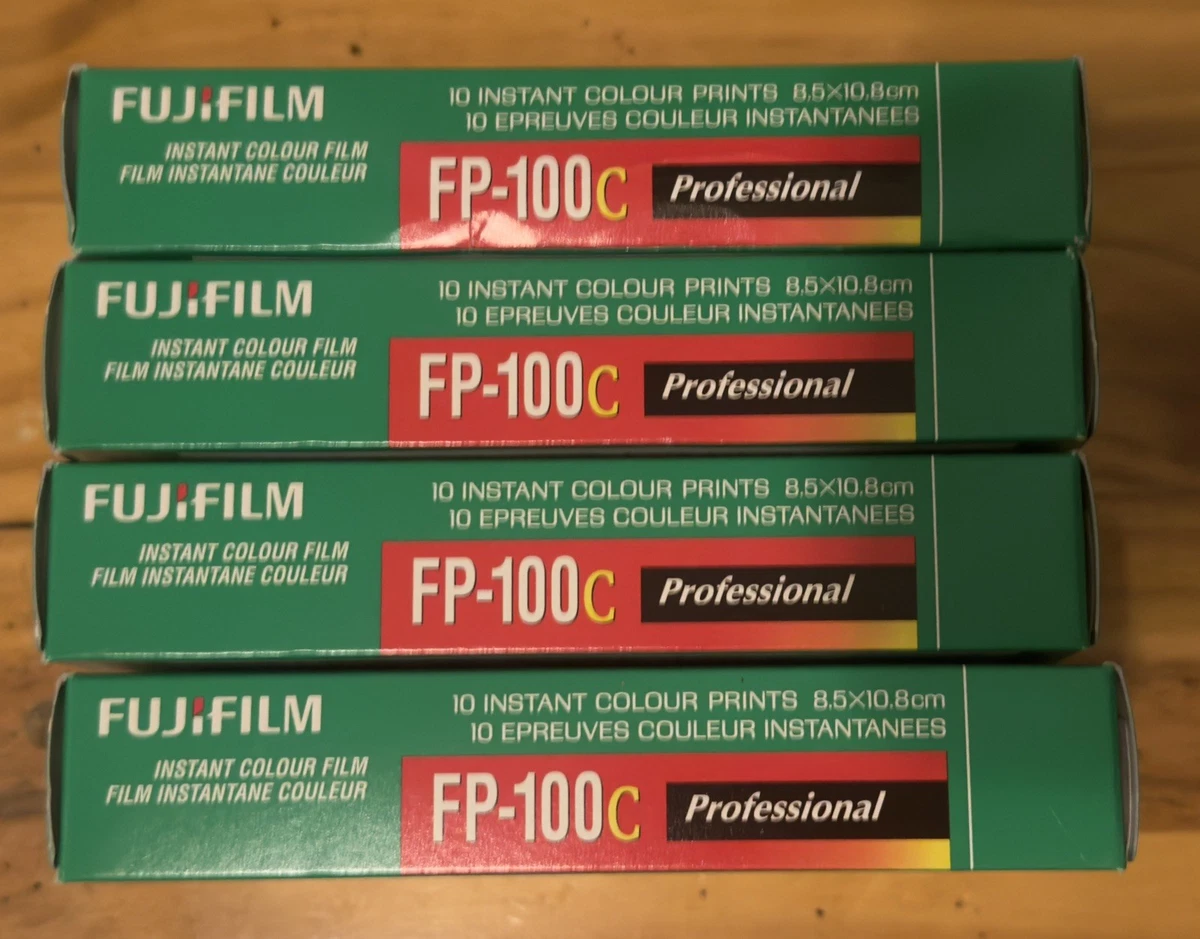 FUJIFILM
10 INSTANT COLOUR PRINTS 8.5×10.8cm
10 EPREUVES COULEUR INSTANTANEES
INSTANT COLOUR FILM
FILM INSTANTANE COULEUR
FP-100C Professional
FUJIFILM
10 INSTANT COLOUR PRINTS 8.5×10.8cm
10 EPREUVES COULEUR INSTANTANEES
INSTANT COLOUR FILM
FILM INSTANTANE COULEUR
FP-100C Professional
FUJIFILM
10 INSTANT COLOUR PRINTS 8.5×10.8cm
10 EPREUVES COULEUR INSTANTANEES
INSTANT COLOUR FILM
FILM INSTANTANE COULEUR
FP-100C Professional
FUJIFILM
10 INSTANT COLOUR PRINTS 8.5×10.8cm
10 EPREUVES COULEUR INSTANTANEES
INSTANT COLOUR FILM
FILM INSTANTANE COULEUR
FP-100C Professional